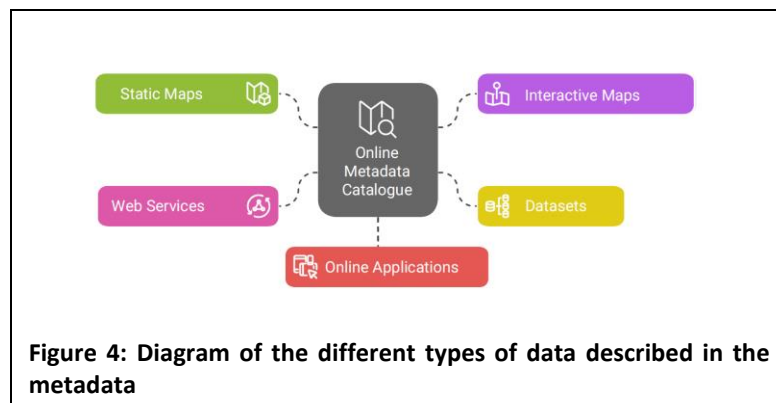 Static Maps
Interactive Maps
Online
Metadata
Catalogue
Web Services
Datasets
Online Applications
Figure 4: Diagram of the different types of data described in the
metadata